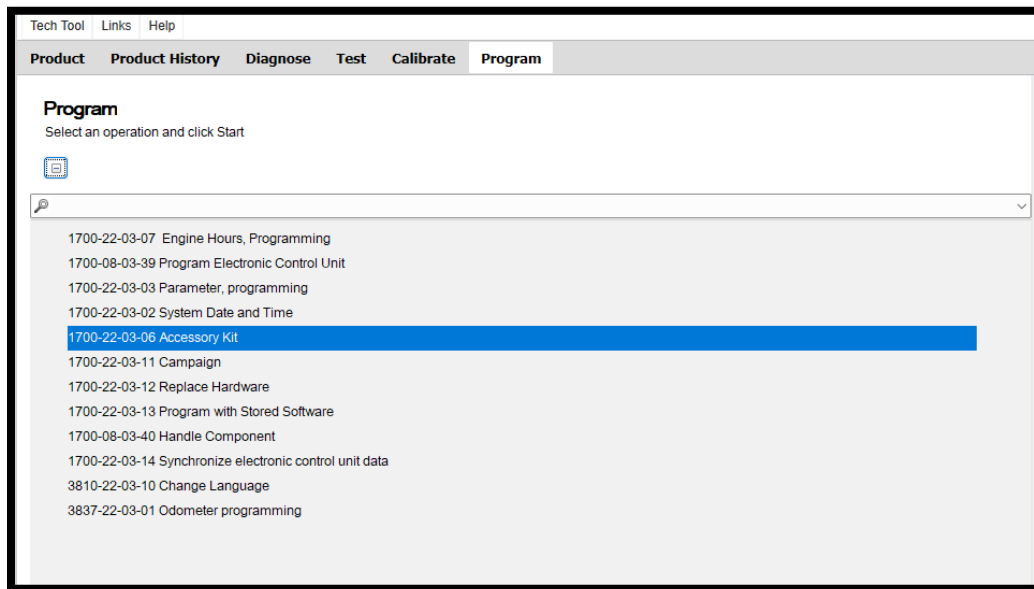 Tech Tool Links Help
Product Product History Diagnose Test Calibrate Program
Program
Select an operation and click Start
1700-22-03-07 Engine Hours, Programming
1700-08-03-39 Program Electronic Control Unit
1700-22-03-03 Parameter, programming
1700-22-03-02 System Date and Time
1700-22-03-06 Accessory Kit
1700-22-03-11 Campaign
1700-22-03-12 Replace Hardware
1700-22-03-13 Program with Stored Software
1700-08-03-40 Handle Component
1700-22-03-14 Synchronize electronic control unit data
3810-22-03-10 Change Language
3837-22-03-01 Odometer programming